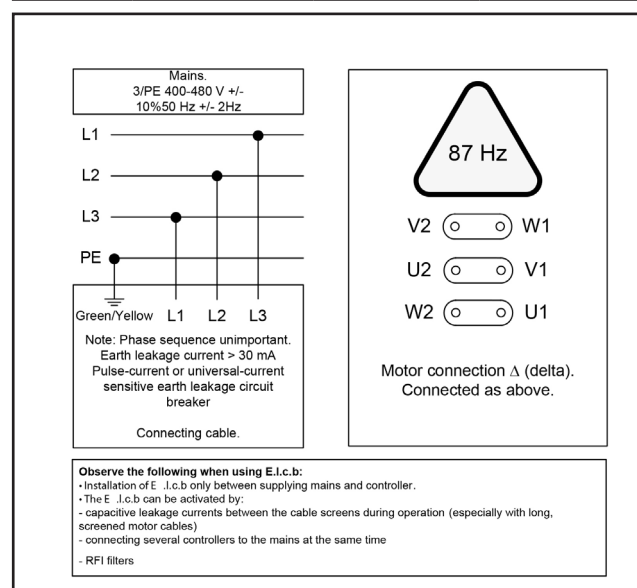 Mains.
3/PE 400-480 V +/-
10%50 Hz +/- 2Hz
L1
L2
L3
PE
Green/Yellow L1 L2 L3
Note: Phase sequence unimportant.
Earth leakage current > 30 mA
Pulse-current or universal-current
sensitive earth leakage circuit
breaker
Connecting cable.
87 Hz
V2 W1
U2 V1
W2 U1
Motor connection Δ (delta).
Connected as above.
Observe the following when using E.l.c.b:
• Installation of E .l.c.b only between supplying mains and controller.
• The E .l.c.b can be activated by:
- capacitive leakage currents between the cable screens during operation (especially with long,
screened motor cables)
- connecting several controllers to the mains at the same time
- RFI filters